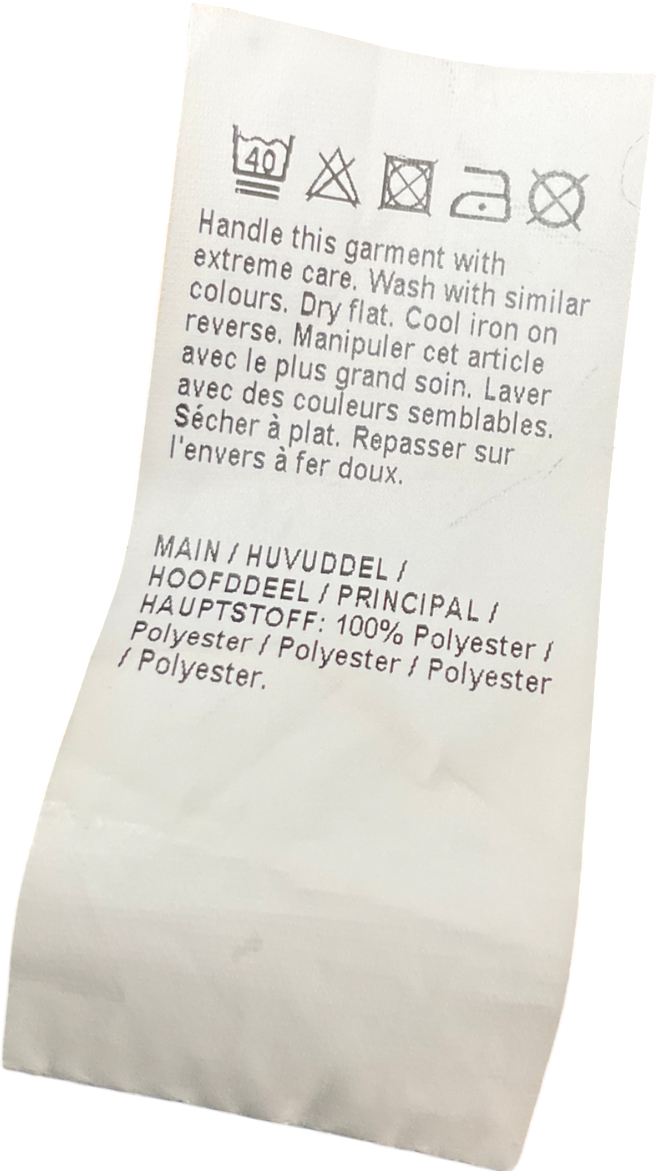 40
Handle this garment with
extreme care. Wash with similar
colours. Dry flat. Cool iron on
reverse. Manipuler cet article
avec le plus grand soin. Laver
avec des couleurs semblables.
Sécher à plat. Repasser sur
l'envers à fer doux.
MAIN / HUVUDDEL /
HOOFDDEEL / PRINCIPAL /
HAUPTSTOFF: 100% Polyester /
Polyester / Polyester / Polyester
/ Polyester.